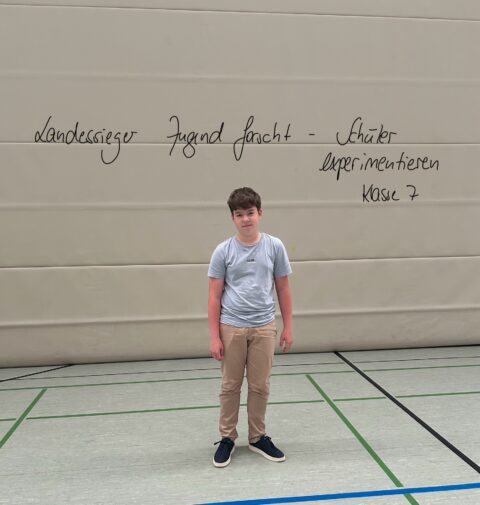 Landessieger Jugend forscht - Schüler
experimentieren
Klasse 7